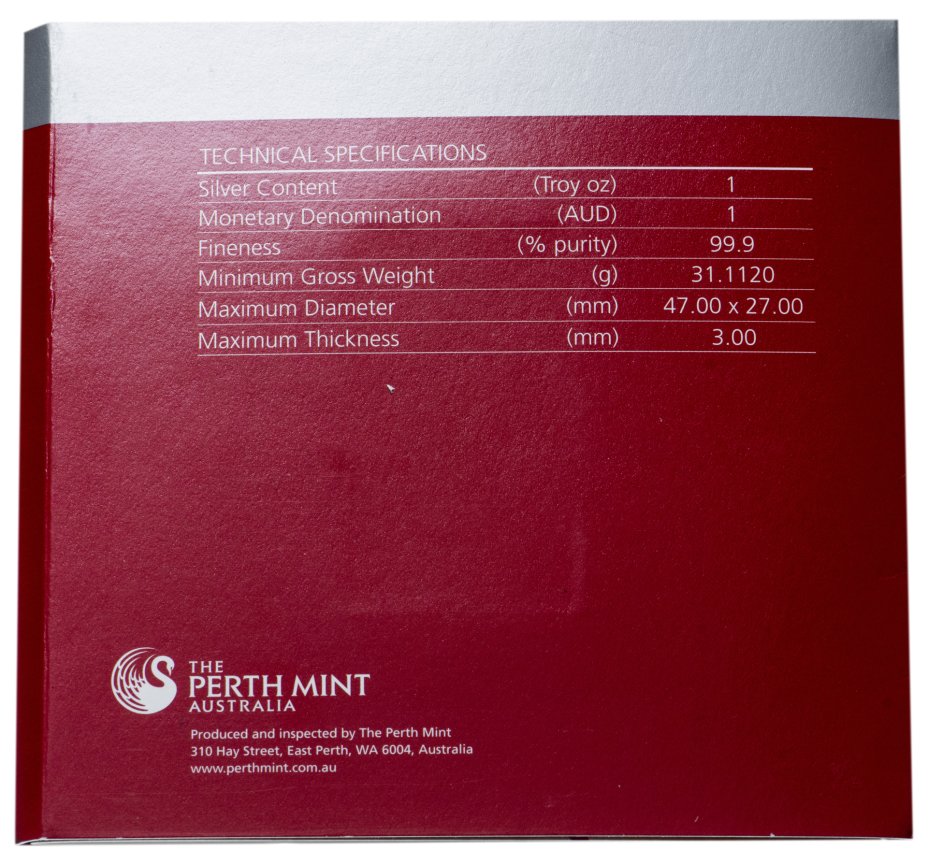 TECHNICAL SPECIFICATIONS
Silver Content (Troy oz) 1
Monetary Denomination (AUD) 1
Fineness (% purity) 99.9
Minimum Gross Weight (g) 31.1120
Maximum Diameter (mm) 47.00 x 27.00
Maximum Thickness (mm) 3.00
THE
PERTH MINT
AUSTRALIA
Produced and inspected by The Perth Mint
310 Hay Street, East Perth, WA 6004, Australia
www.perthmint.com.au